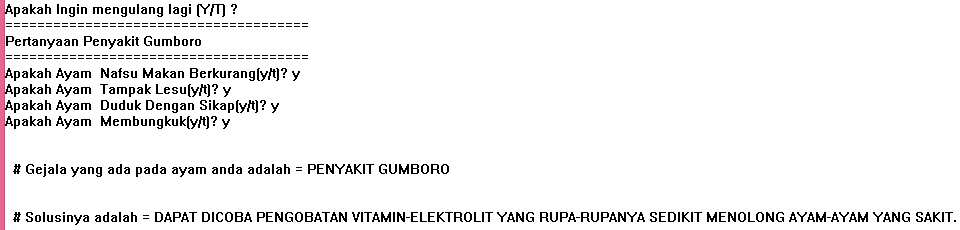 Apakah Ingin mengulang lagi (Y/T) ?
======================================
Pertanyaan Penyakit Gumboro
======================================
Apakah Ayam  Nafsu Makan Berkurang(y/t)? y
Apakah Ayam  Tampak Lesu(y/t)? y
Apakah Ayam  Duduk Dengan Sikap(y/t)? y
Apakah Ayam  Membungkuk(y/t)? y
# Gejala yang ada pada ayam anda adalah = PENYAKIT GUMBORO
# Solusinya adalah = DAPAT DICOBA PENGOBATAN VITAMIN-ELEKTROLIT YANG RUPA-RUPANYA SEDIKIT MENOLONG AYAM-AYAM YANG SAKIT.